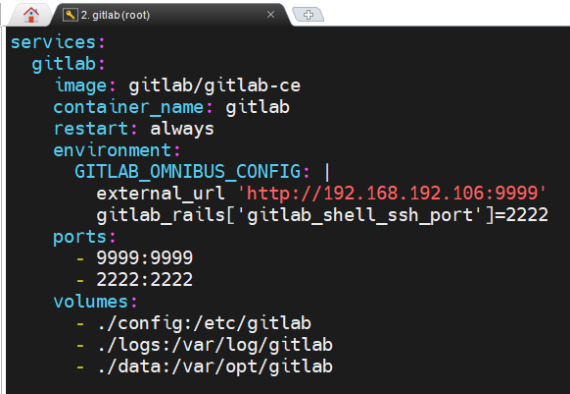 2. gitlab (root)
services:
  gitlab:
    image: gitlab/gitlab-ce
    container_name: gitlab
    restart: always
    environment:
      GITLAB_OMNIBUS_CONFIG: |
        external_url 'http://192.168.192.106:9999'
        gitlab_rails['gitlab_shell_ssh_port']=2222
    ports:
      - 9999:9999
      - 2222:2222
    volumes:
      - ./config:/etc/gitlab
      - ./logs:/var/log/gitlab
      - ./data:/var/opt/gitlab